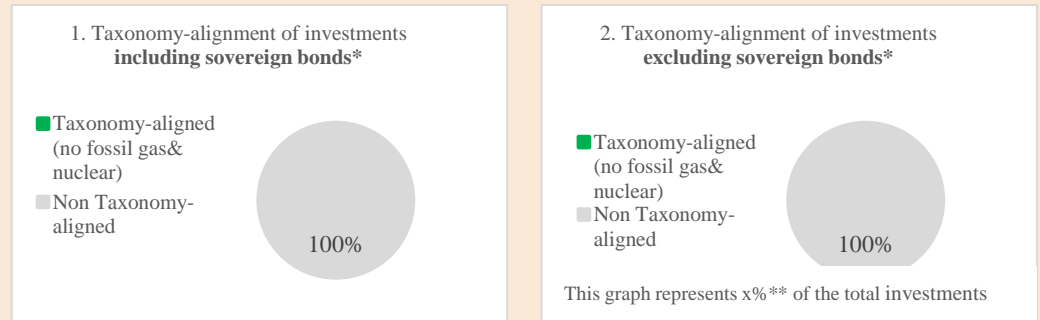 1. Taxonomy-alignment of investments
including sovereign bonds*
Taxonomy-aligned
(no fossil gas&
nuclear)
Non Taxonomy-
aligned
100%
2. Taxonomy-alignment of investments
excluding sovereign bonds*
Taxonomy-aligned
(no fossil gas&
nuclear)
Non Taxonomy-
aligned
100%
This graph represents x%** of the total investments